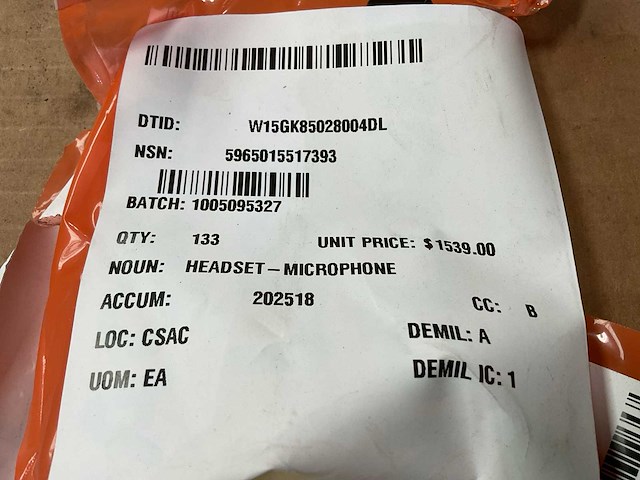 DTID: W15GK85028004DL
NSN: 5965015517393
BATCH: 1005095327
QTY: 133 UNIT PRICE: $1539.00
NOUN: HEADSET-MICROPHONE
ACCUM: 202518 CC: B
LOC: CSAC DEMIL: A
UOM: EA DEMIL IC: 1